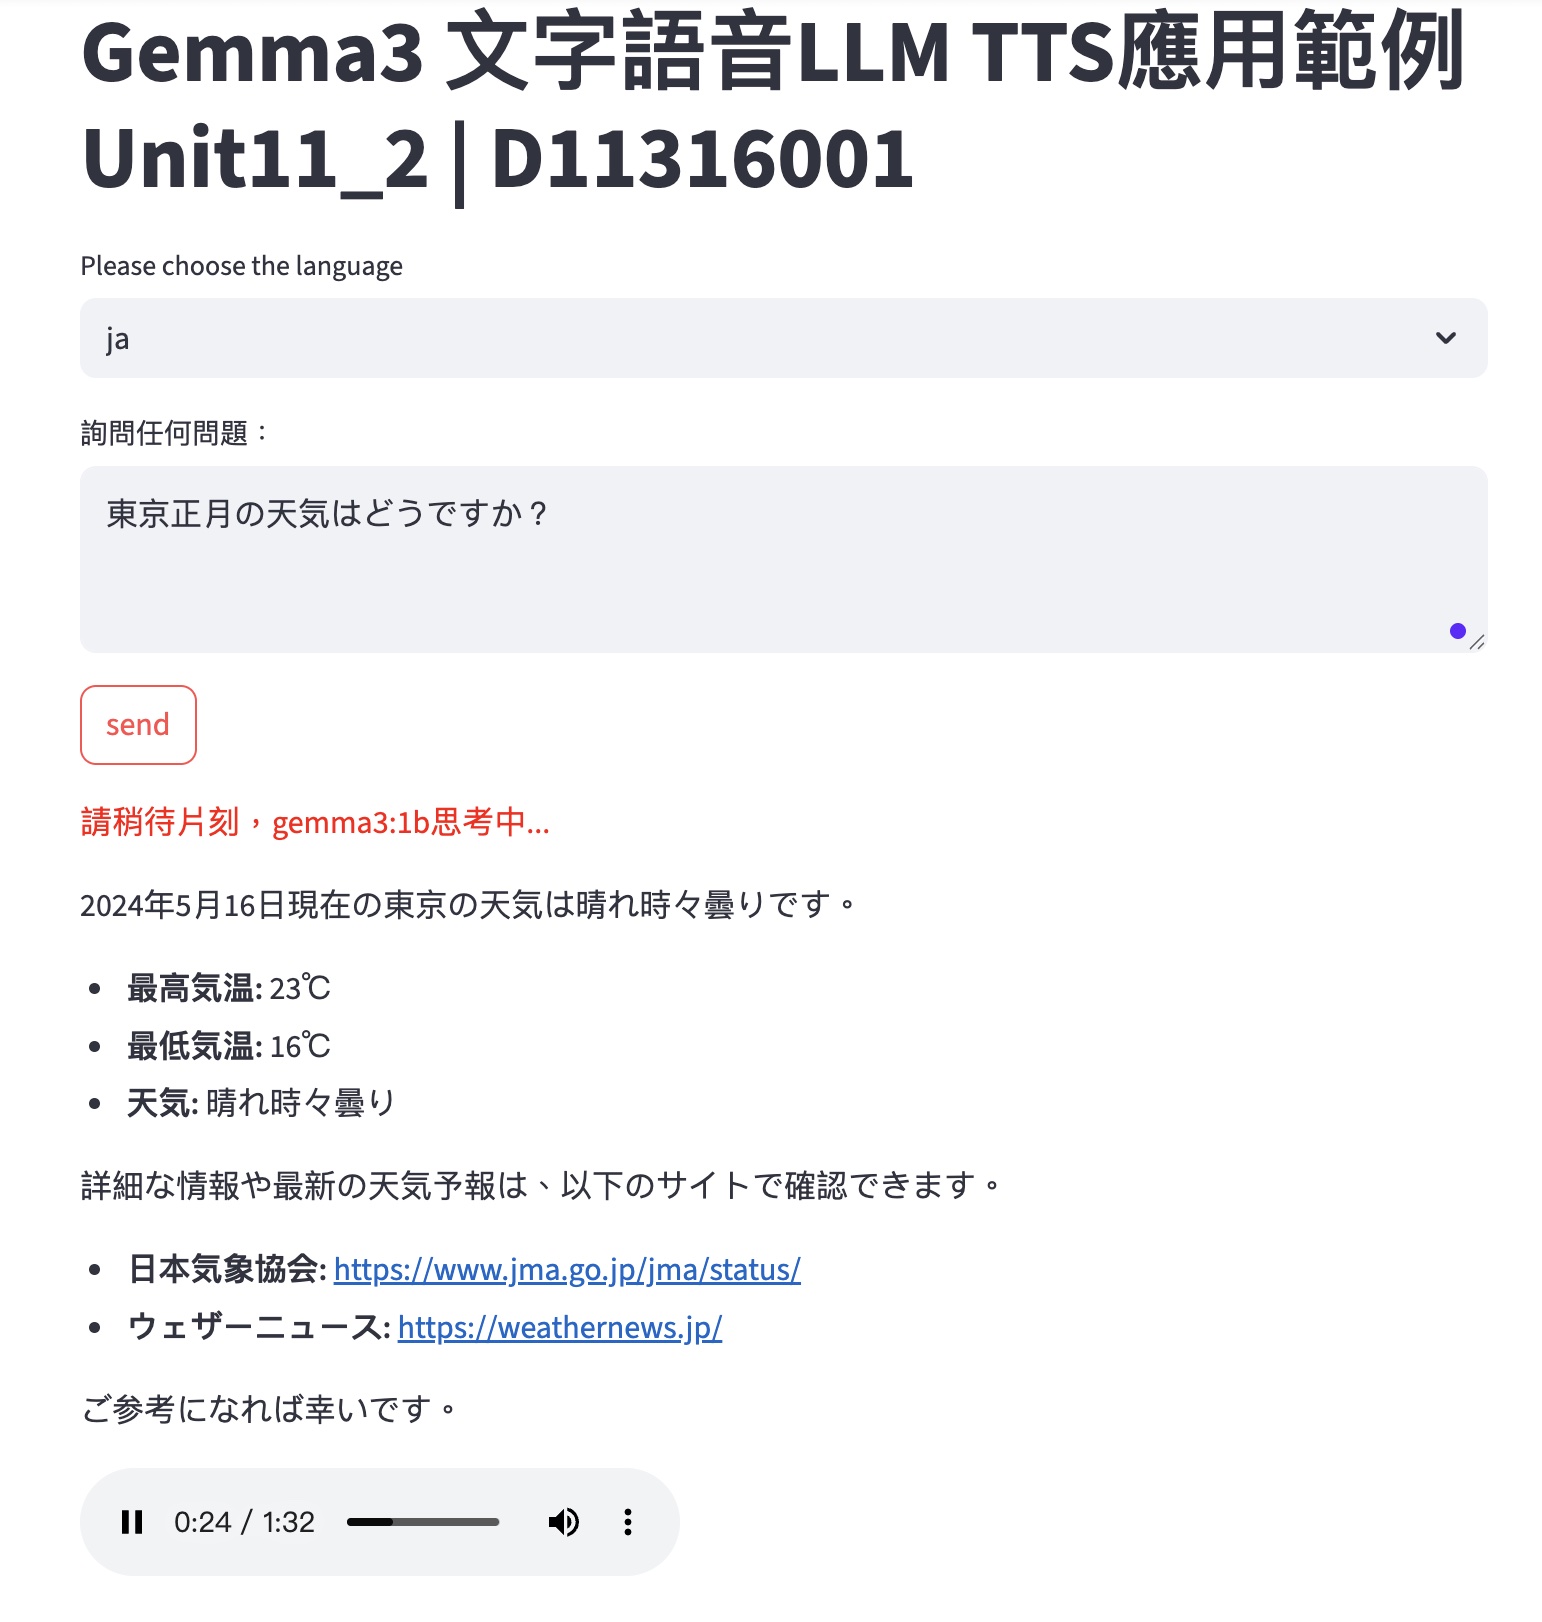 Gemma3 文字語音LLM TTS應用範例
Unit11_2 | D11316001
Please choose the language
ja
詢問任何問題：
東京正月の天気はどうですか？
send
請稍待片刻，gemma3:1b思考中...
2024年5月16日現在の東京の天気は晴れ時々曇りです。
• 最高気温: 23℃
• 最低気温: 16℃
• 天気: 晴れ時々曇り
詳細な情報や最新の天気予報は、以下のサイトで確認できます。
• 日本気象協会: https://www.jma.go.jp/jma/status/
• ウェザーニュース: https://weathernews.jp/
ご参考になれば幸いです。
0:24 / 1:32